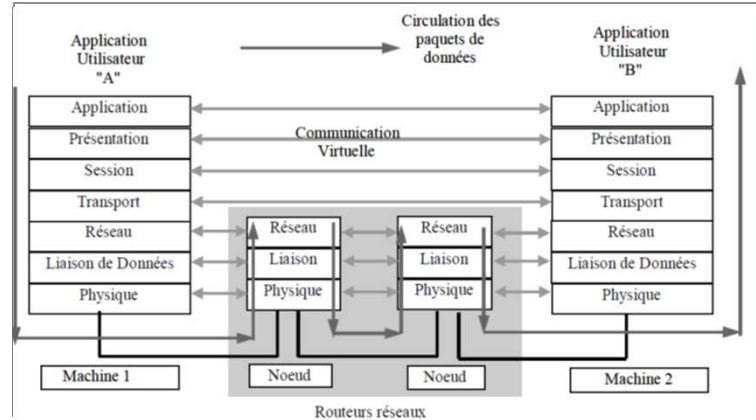 Application
Utilisateur
"A"
Circulation des
paquets de
données
Application
Utilisateur
"B"
Application
Présentation
Session
Transport
Réseau
Liaison de Données
Physique
Communication
Virtuelle
Réseau
Liaison
Physique
Réseau
Liaison
Physique
Application
Présentation
Session
Transport
Réseau
Liaison de Données
Physique
Machine 1
Noeud
Noeud
Machine 2
Routeurs réseaux